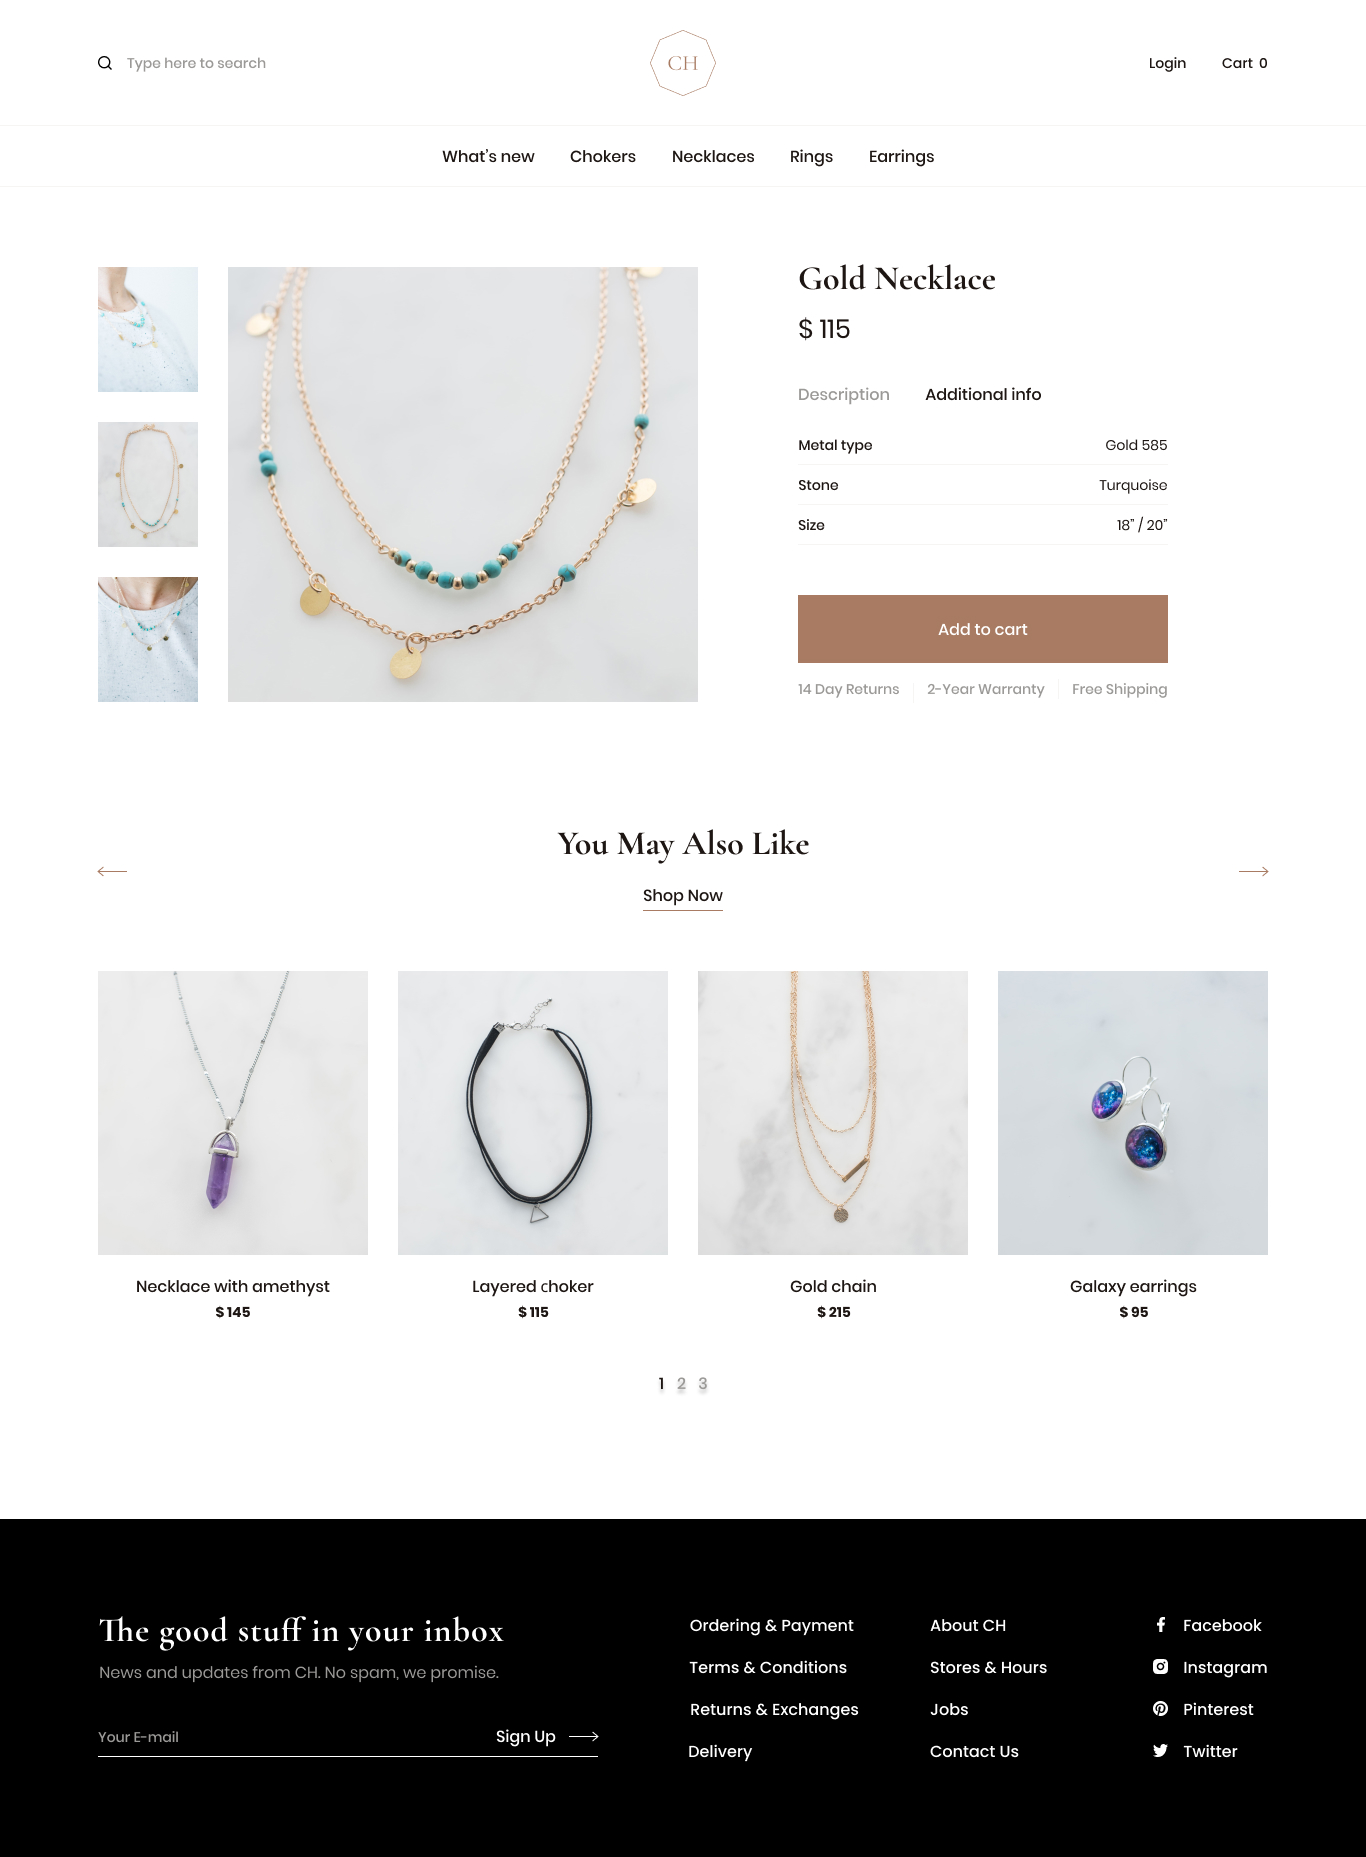 Type here to search
CH
Login
Cart 0
What's new
Chokers
Necklaces
Rings
Earrings
Gold Necklace
$ 115
Description
Additional info
Metal type
Gold 585
Stone
Turquoise
Size
18” / 20”
Add to cart
14 Day Returns
2-Year Warranty
Free Shipping
You May Also Like
Shop Now
Necklace with amethyst
$ 145
Layered choker
$ 115
Gold chain
$ 215
Galaxy earrings
$ 95
1 2 3
The good stuff in your inbox
News and updates from CH. No spam, we promise.
Your E-mail
Sign Up
Ordering & Payment
Terms & Conditions
Returns & Exchanges
Delivery
About CH
Stores & Hours
Jobs
Contact Us
Facebook
Instagram
Pinterest
Twitter